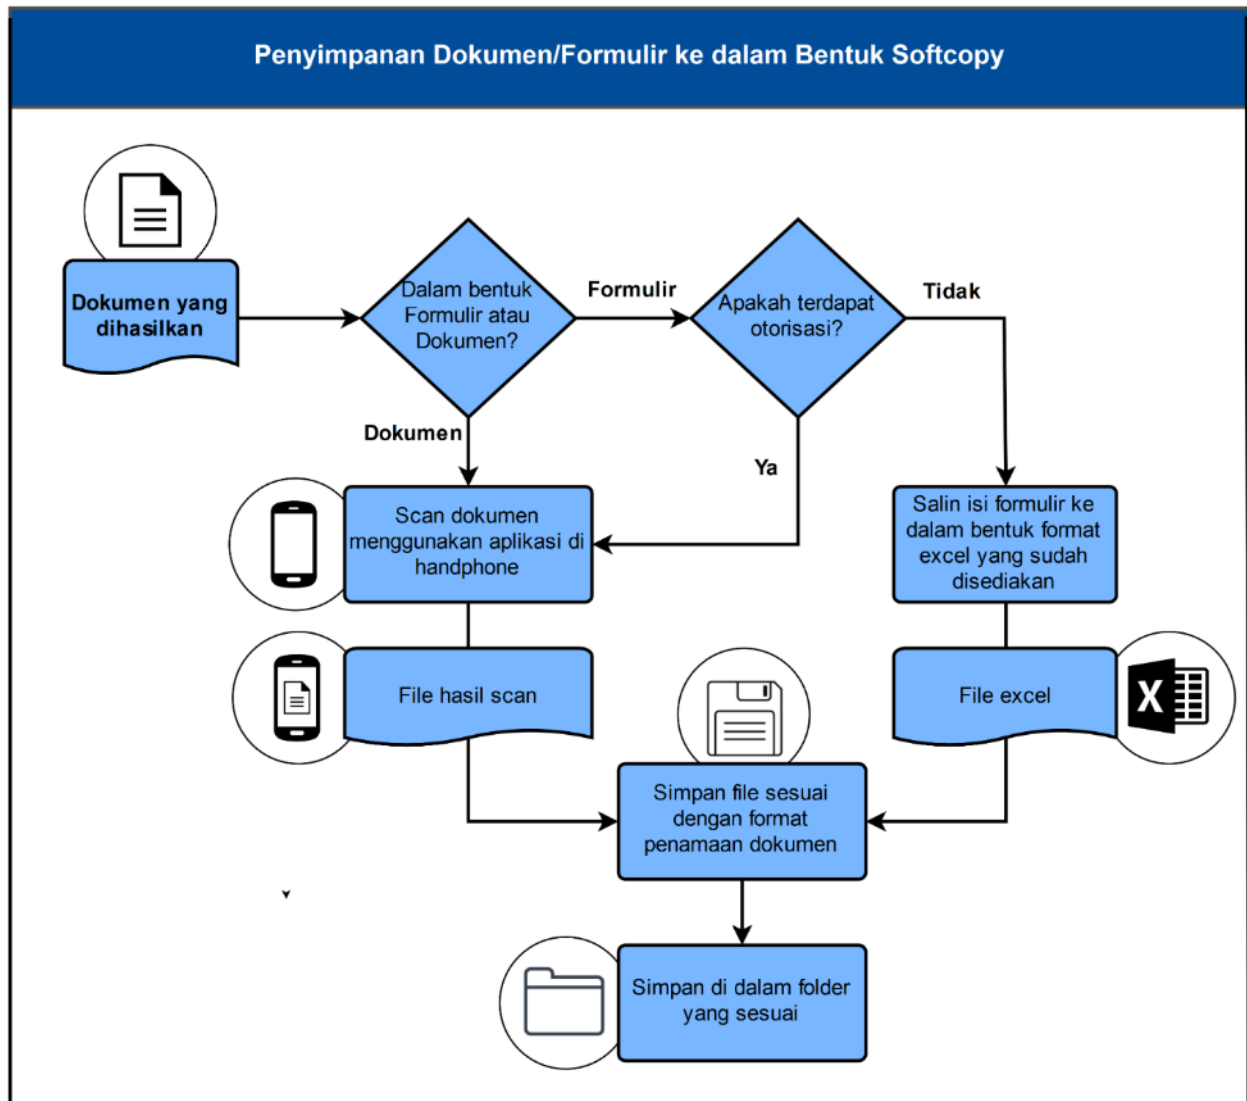 Penyimpanan Dokumen/Formulir ke dalam Bentuk Softcopy
Dokumen yang
dihasilkan
Dalam bentuk
Formulir atau
Dokumen?
Formulir
Apakah terdapat
otorisasi?
Tidak
Dokumen
Ya
Scan dokumen
menggunakan aplikasi di
handphone
Salin isi formulir ke
dalam bentuk format
excel yang sudah
disediakan
File hasil scan
File excel
X
Simpan file sesuai
dengan format
penamaan dokumen
Simpan di dalam folder
yang sesuai